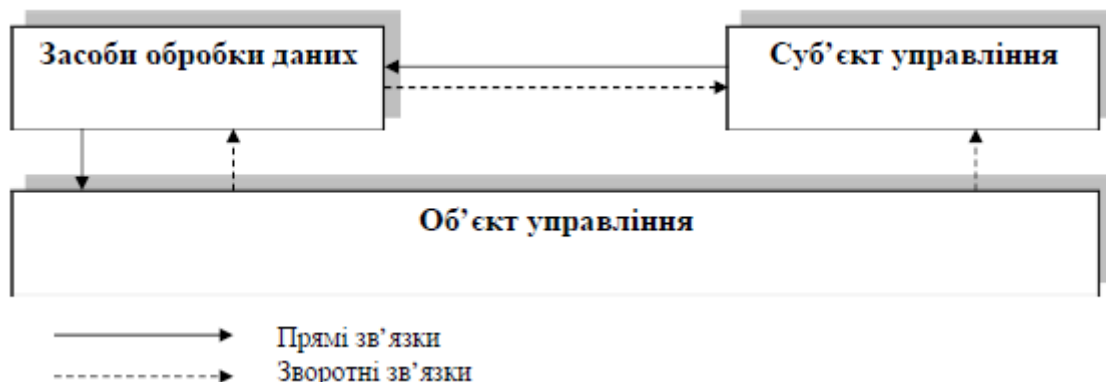 Засоби обробки даних
Суб’єкт управління
Об’єкт управління
Прямі зв’язки
Зворотні зв’язки